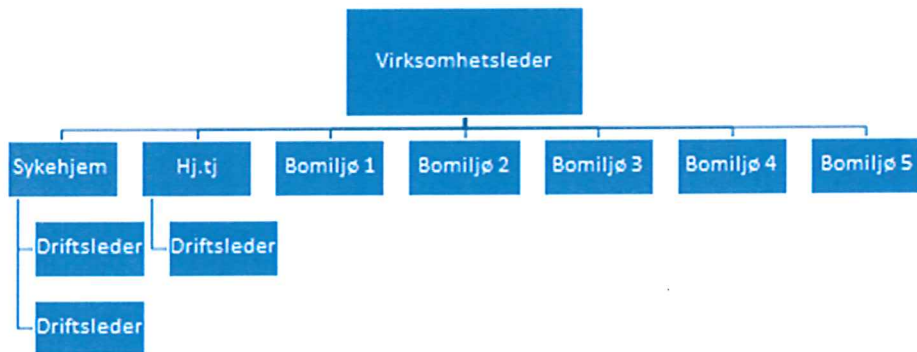 Virksomhetsleder
Sykehjem
Hj.tj
Bomiljø 1
Bomiljø 2
Bomiljø 3
Bomiljø 4
Bomiljø 5
Driftsleder
Driftsleder
Driftsleder